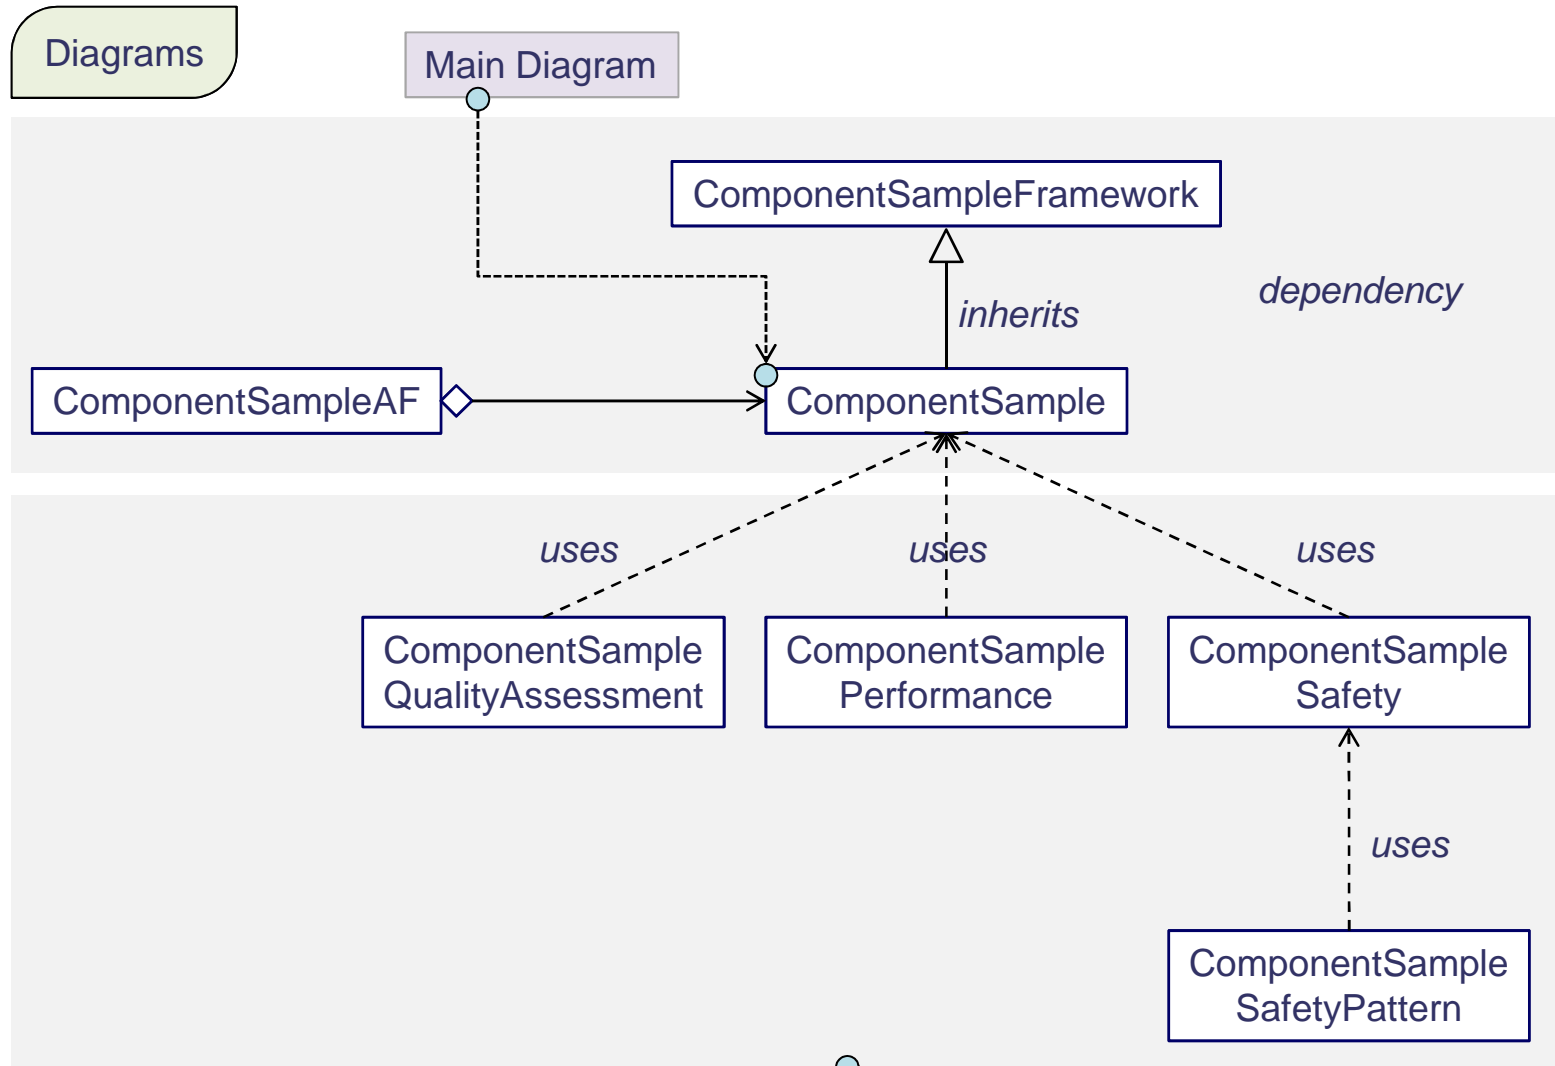 Diagrams
Main Diagram
ComponentSampleFramework
dependency
inherits
ComponentSampleAF
ComponentSample
uses
uses
uses
ComponentSample
QualityAssessment
ComponentSample
Performance
ComponentSample
Safety
uses
ComponentSample
SafetyPattern